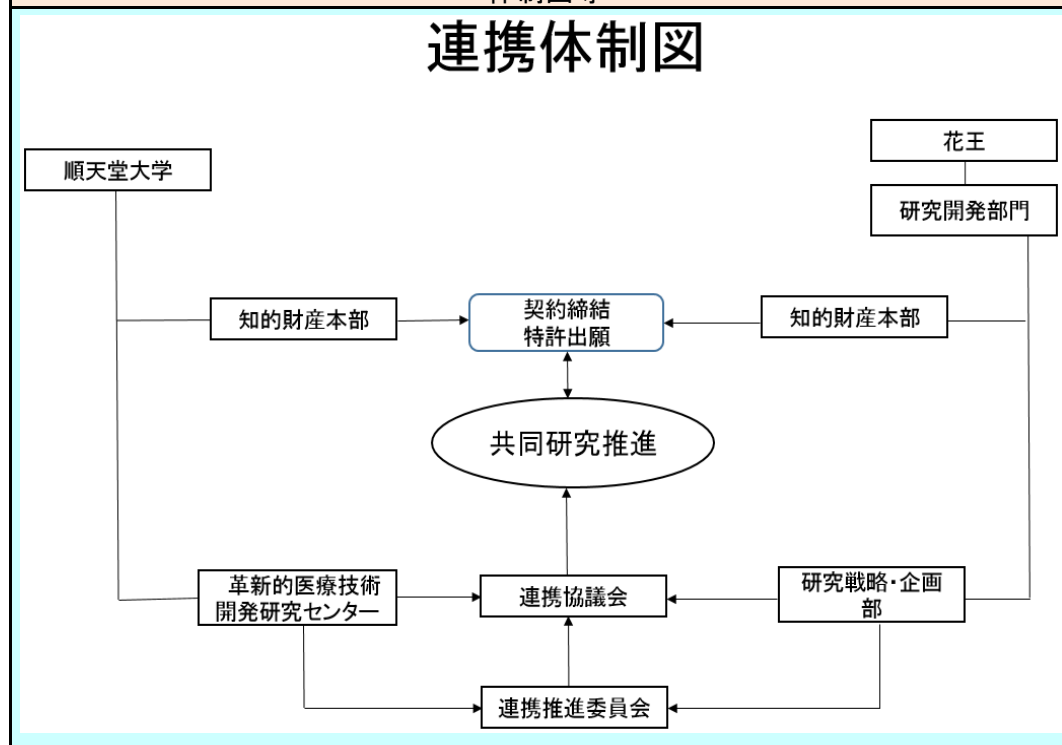 連携体制図
花王
順天堂大学
研究開発部門
知的財産本部
契約締結
特許出願
知的財産本部
共同研究推進
革新的医療技術
開発研究センター
連携協議会
研究戦略・企画
部
連携推進委員会